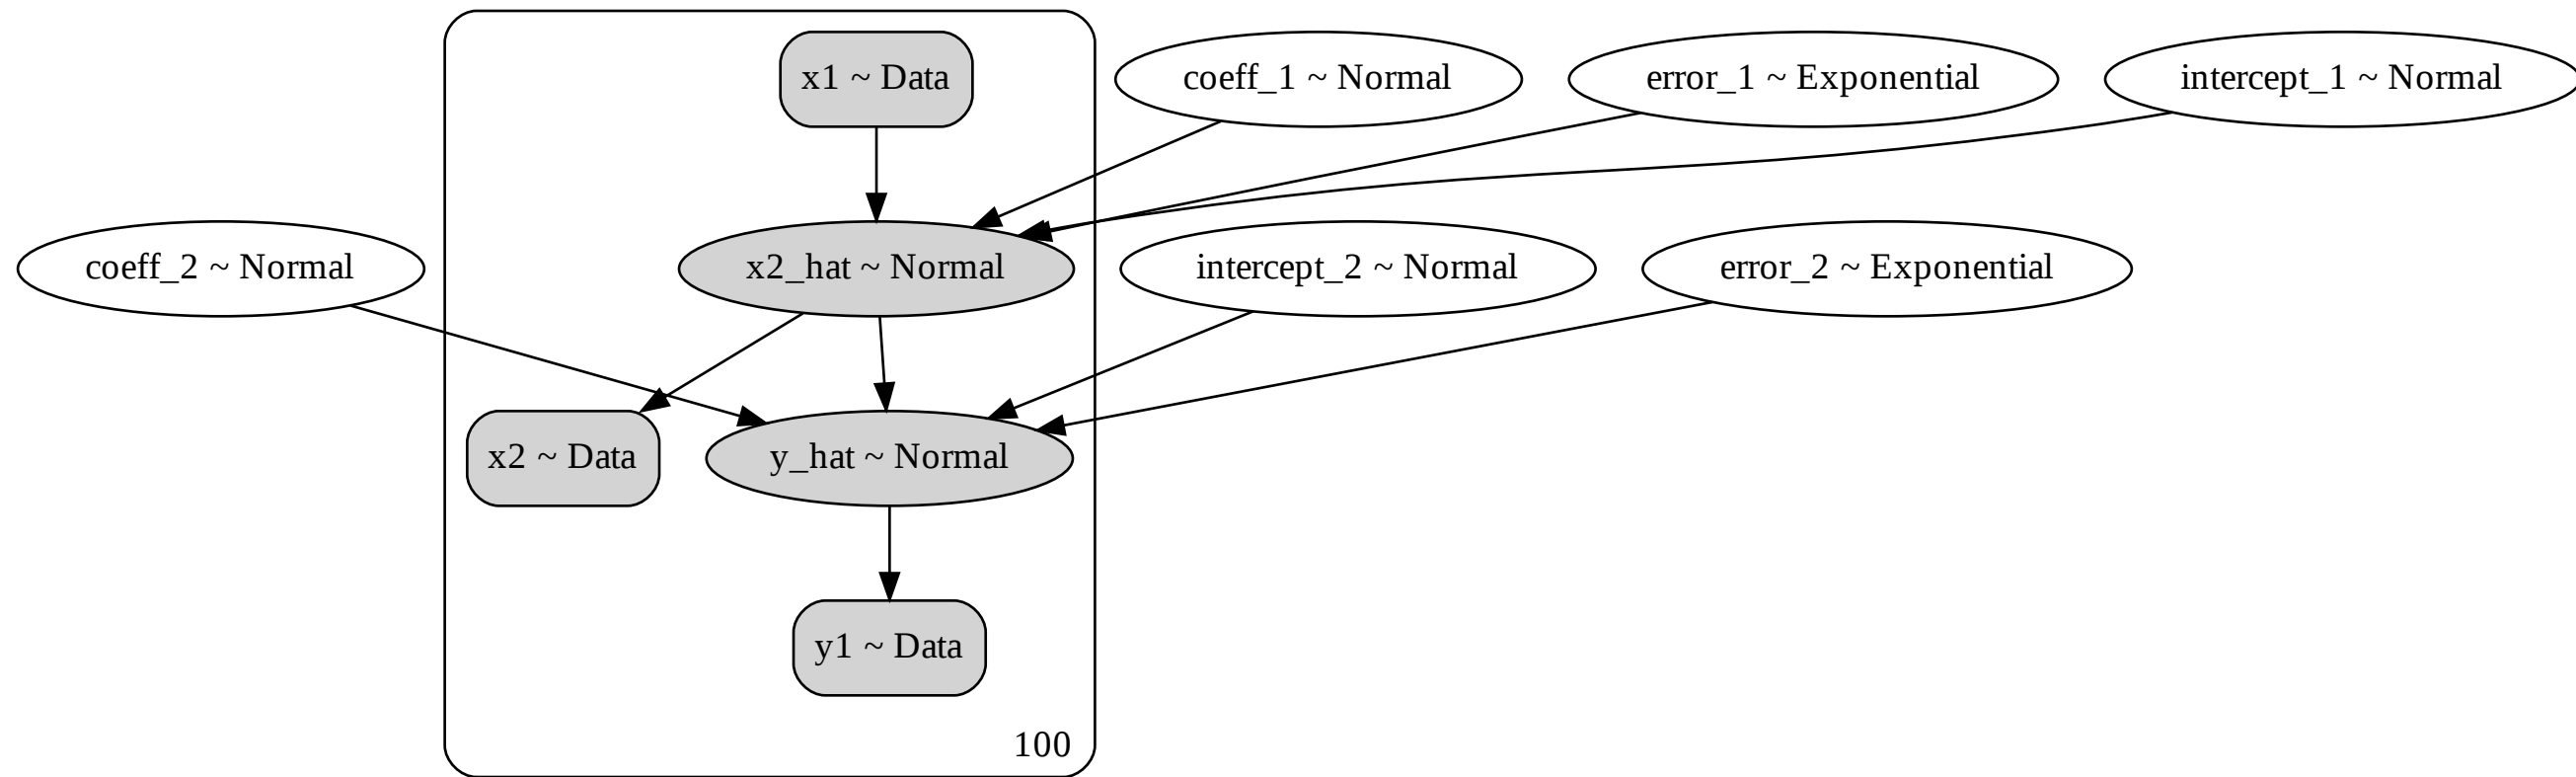 x1 ~ Data
coeff_1 ~ Normal
error_1 ~ Exponential
intercept_1 ~ Normal
coeff_2 ~ Normal
x2_hat ~ Normal
intercept_2 ~ Normal
error_2 ~ Exponential
x2 ~ Data
y_hat ~ Normal
y1 ~ Data
100